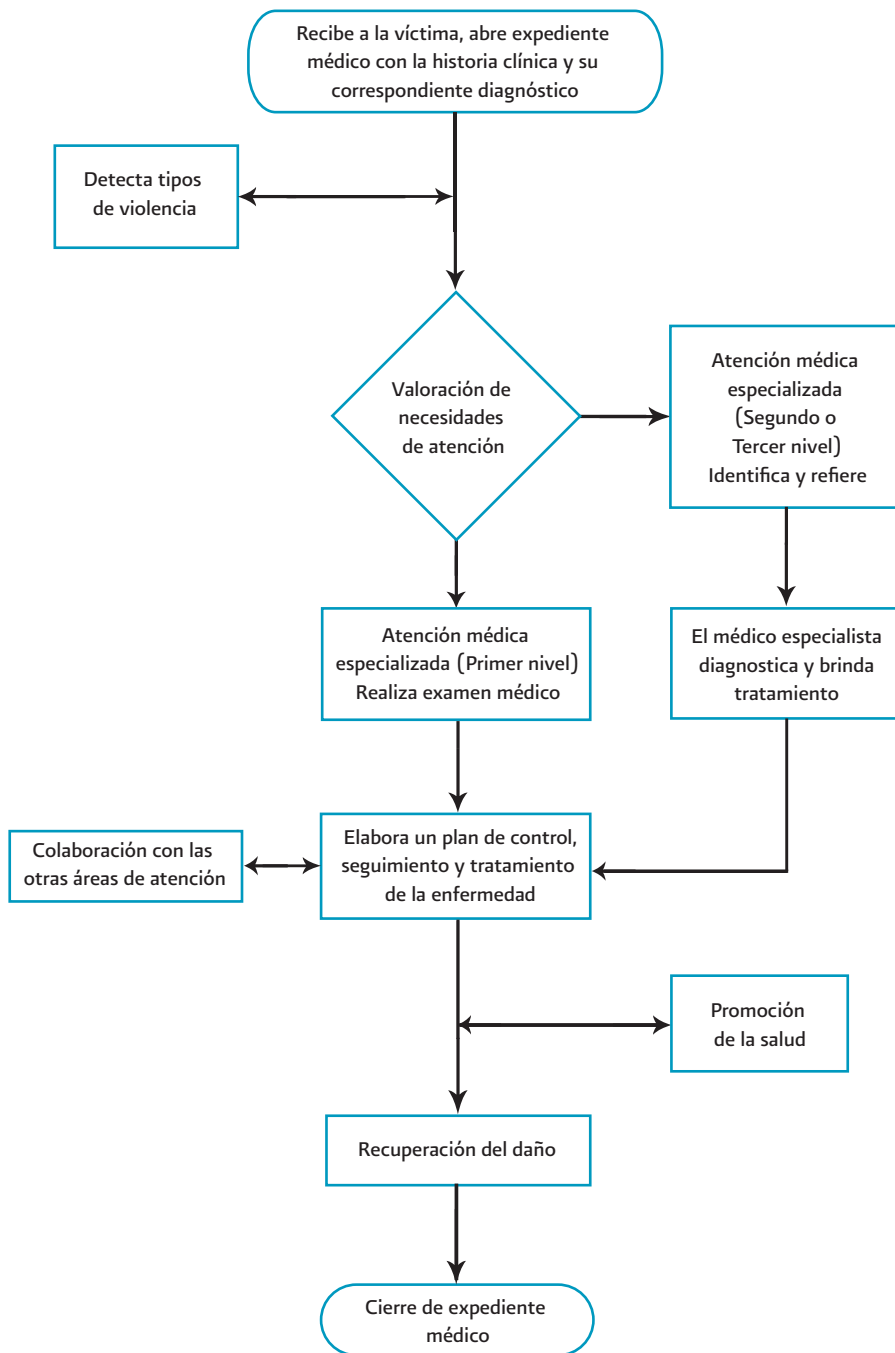 Recibe a la víctima, abre expediente
médico con la historia clínica y su
correspondiente diagnóstico
Detecta tipos
de violencia
Valoración de
necesidades
de atención
Atención médica
especializada
(Segundo o
Tercer nivel)
Identifica y refiere
Atención médica
especializada (Primer nivel)
Realiza examen médico
El médico especialista
diagnostica y brinda
tratamiento
Colaboración con las
otras áreas de atención
Elabora un plan de control,
seguimiento y tratamiento
de la enfermedad
Promoción
de la salud
Recuperación del daño
Cierre de expediente
médico